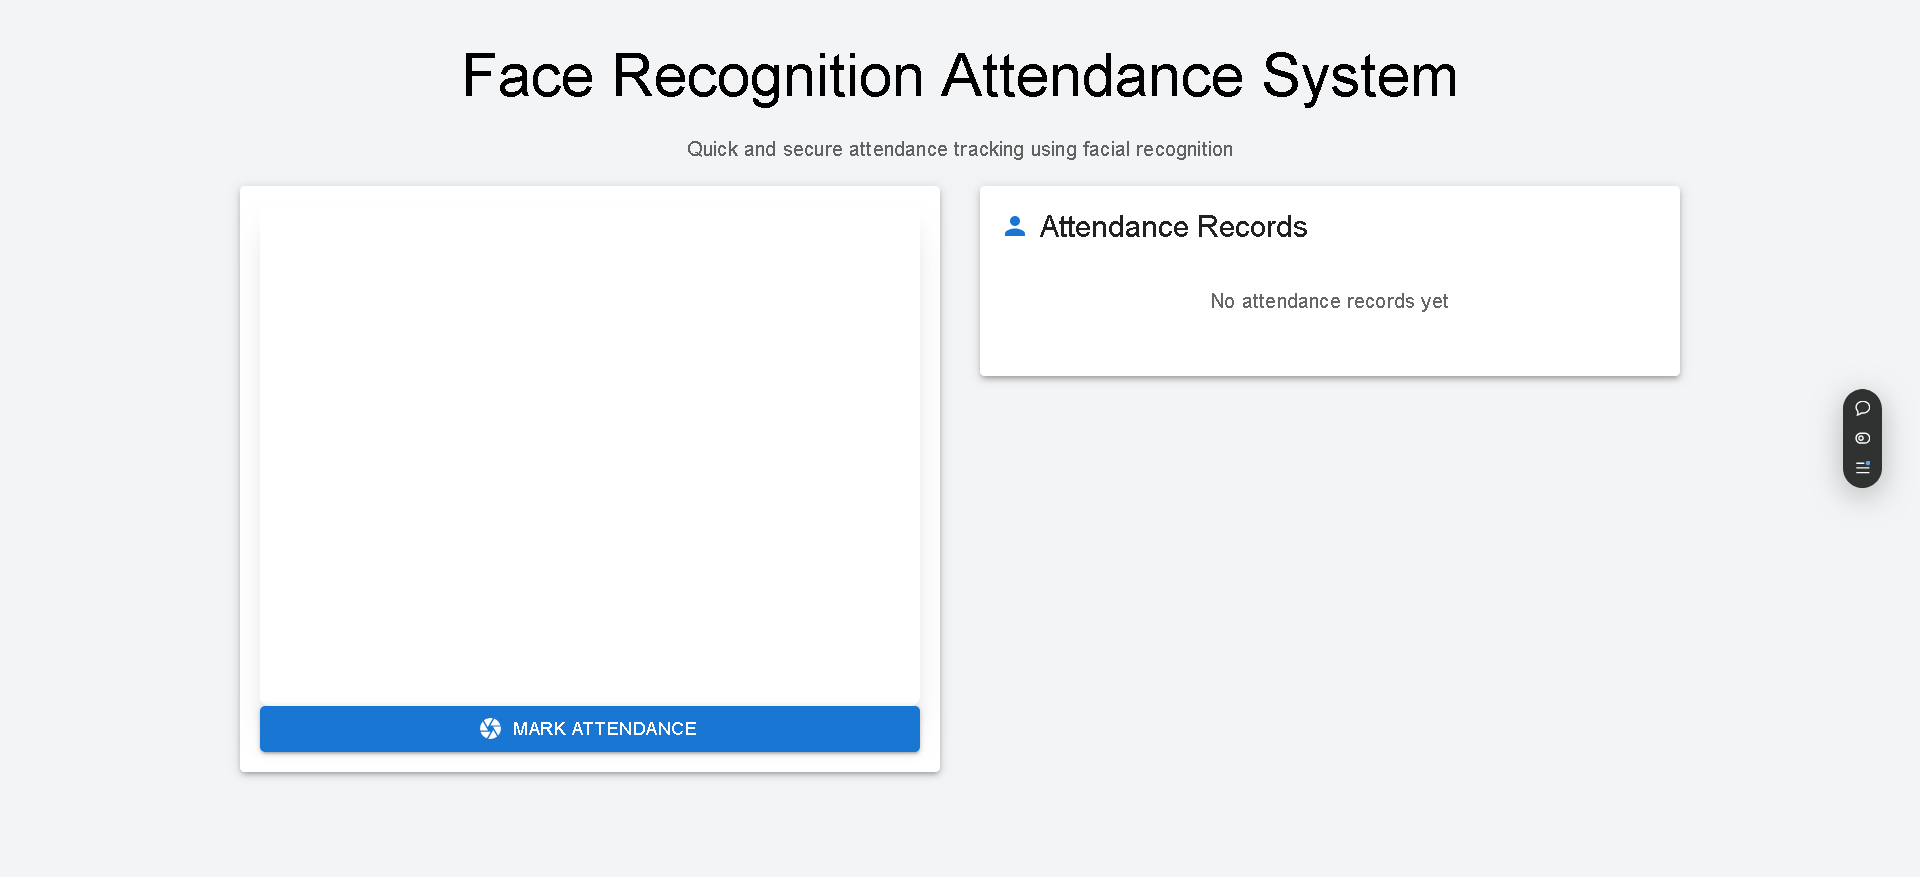 Face Recognition Attendance System
Quick and secure attendance tracking using facial recognition
MARK ATTENDANCE
Attendance Records
No attendance records yet